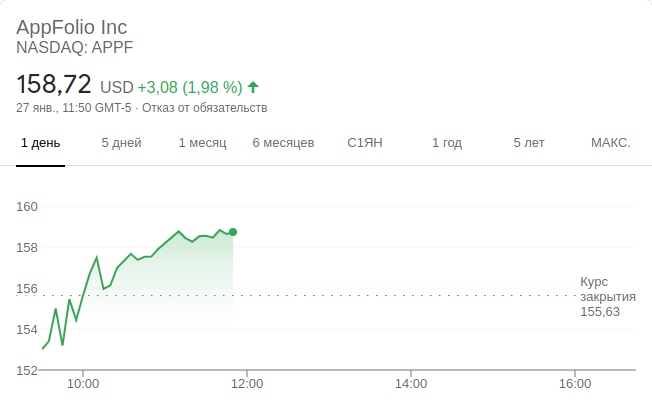 AppFolio Inc
NASDAQ: APPF
158,72 USD +3,08 (1,98 %)
27 янв., 11:50 GMT-5 · Отказ от обязательств
1 день 5 дней 1 месяц 6 месяцев С1ЯН 1 год 5 лет МАКС.
160
158
156
154
152
Курс
закрытия
155,63
10:00 12:00 14:00 16:00